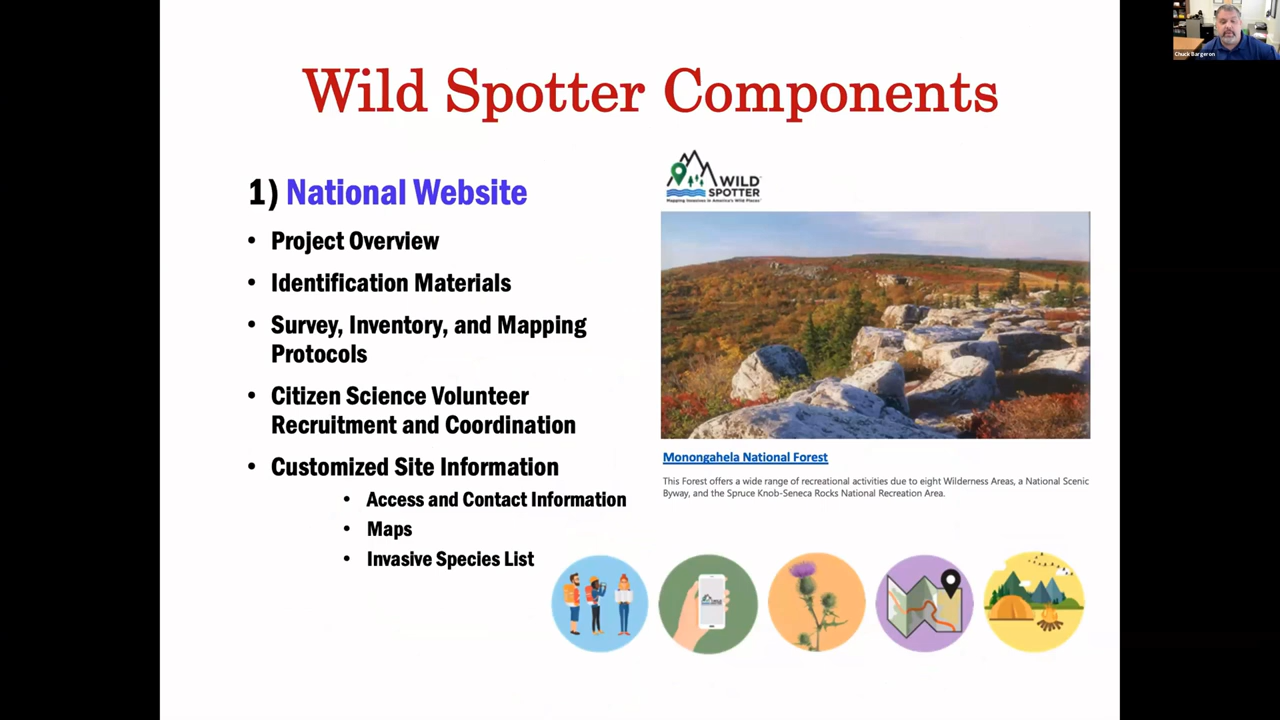 Wild Spotter Components
1) National Website
• Project Overview
• Identification Materials
• Survey, Inventory, and Mapping
Protocols
• Citizen Science Volunteer
Recruitment and Coordination
• Customized Site Information
• Access and Contact Information
• Maps
• Invasive Species List
WILD
SPOTTER
Mapping Invasives in America's Wild Places
Monongahela National Forest
This Forest offers a wide range of recreational activities due to eight Wilderness Areas, a National Scenic
Byway, and the Spruce Knob-Seneca Rocks National Recreation Area.
Chuck Bargeron